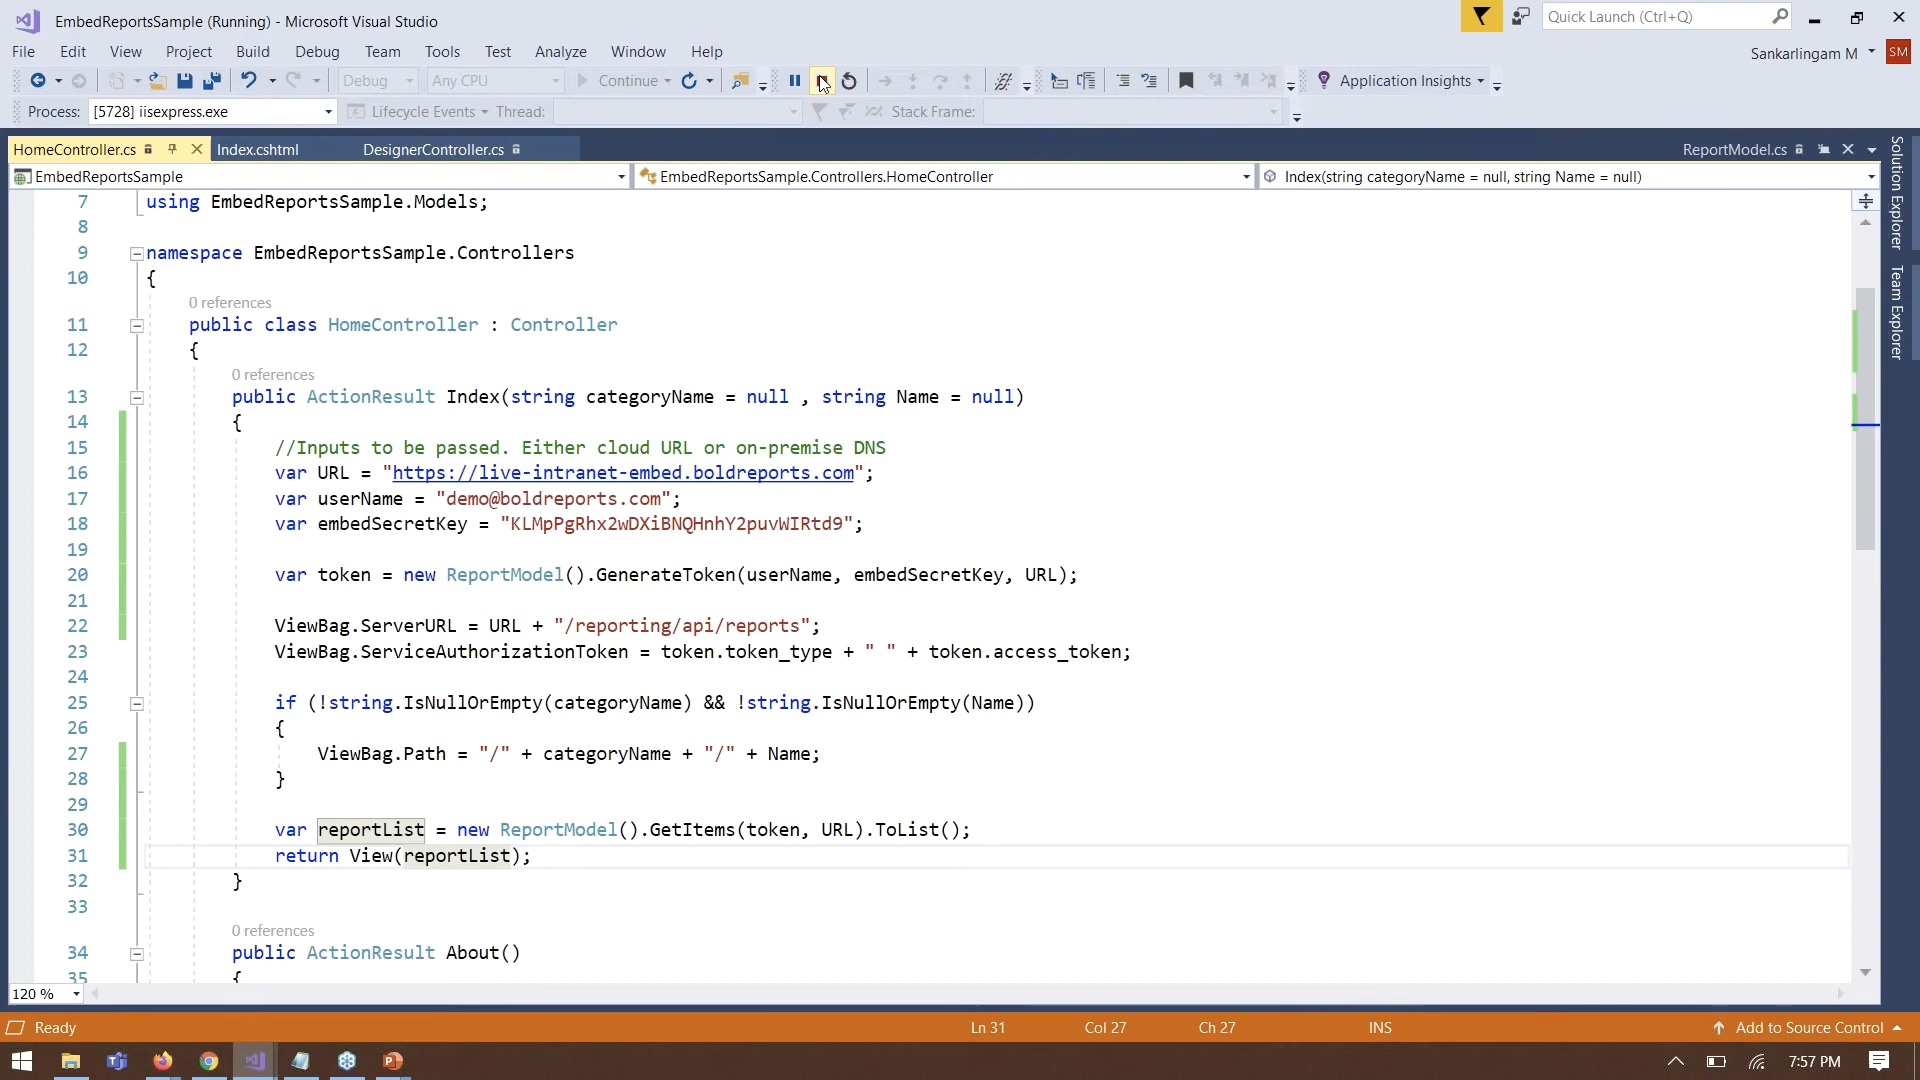 EmbedReportsSample (Running) - Microsoft Visual Studio
Quick Launch (Ctrl+Q)
File Edit View Project Build Debug Team Tools Test Analyze Window Help
Sankarlingam M SM
Debug Any CPU Continue Application Insights
Process: [5728] iisexpress.exe Lifecycle Events Thread: Stack Frame:
HomeController.cs Index.cshtml DesignerController.cs ReportModel.cs
EmbedReportsSample EmbedReportsSample.Controllers.HomeController Index(string categoryName = null, string Name = null)
Solution Explorer
Team Explorer
7 using EmbedReportsSample.Models;
8
9 namespace EmbedReportsSample.Controllers
10 {
0 references
11 public class HomeController : Controller
12 {
0 references
13 public ActionResult Index(string categoryName = null , string Name = null)
14 {
15 //Inputs to be passed. Either cloud URL or on-premise DNS
16 var URL = "https://live-intranet-embed.boldreports.com";
17 var userName = "demo@boldreports.com";
18 var embedSecretKey = "KLMpPgRhx2wDXiBNQHnhY2puvWIRtd9";
19
20 var token = new ReportModel().GenerateToken(userName, embedSecretKey, URL);
21
22 ViewBag.ServerURL = URL + "/reporting/api/reports";
23 ViewBag.ServiceAuthorizationToken = token.token_type + " " + token.access_token;
24
25 if (!string.IsNullOrEmpty(categoryName) && !string.IsNullOrEmpty(Name))
26 {
27 ViewBag.Path = "/" + categoryName + "/" + Name;
28 }
29
30 var reportList = new ReportModel().GetItems(token, URL).ToList();
31 return View(reportList);
32 }
33
0 references
34 public ActionResult About()
35 {
120 %
Ready Ln 31 Col 27 Ch 27 INS Add to Source Control
7:57 PM